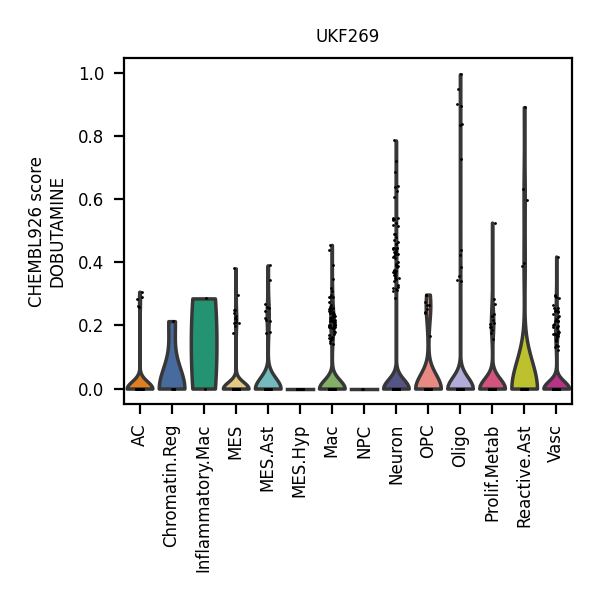 UKF269
CHEMBL926 score
DOBUTAMINE
1.0
0.8
0.6
0.4
0.2
0.0
AC
Chromatin.Reg
Inflammatory.Mac
MES
MES.Ast
MES.Hyp
Mac
NPC
Neuron
OPC
Oligo
Prolif.Metab
Reactive.Ast
Vasc